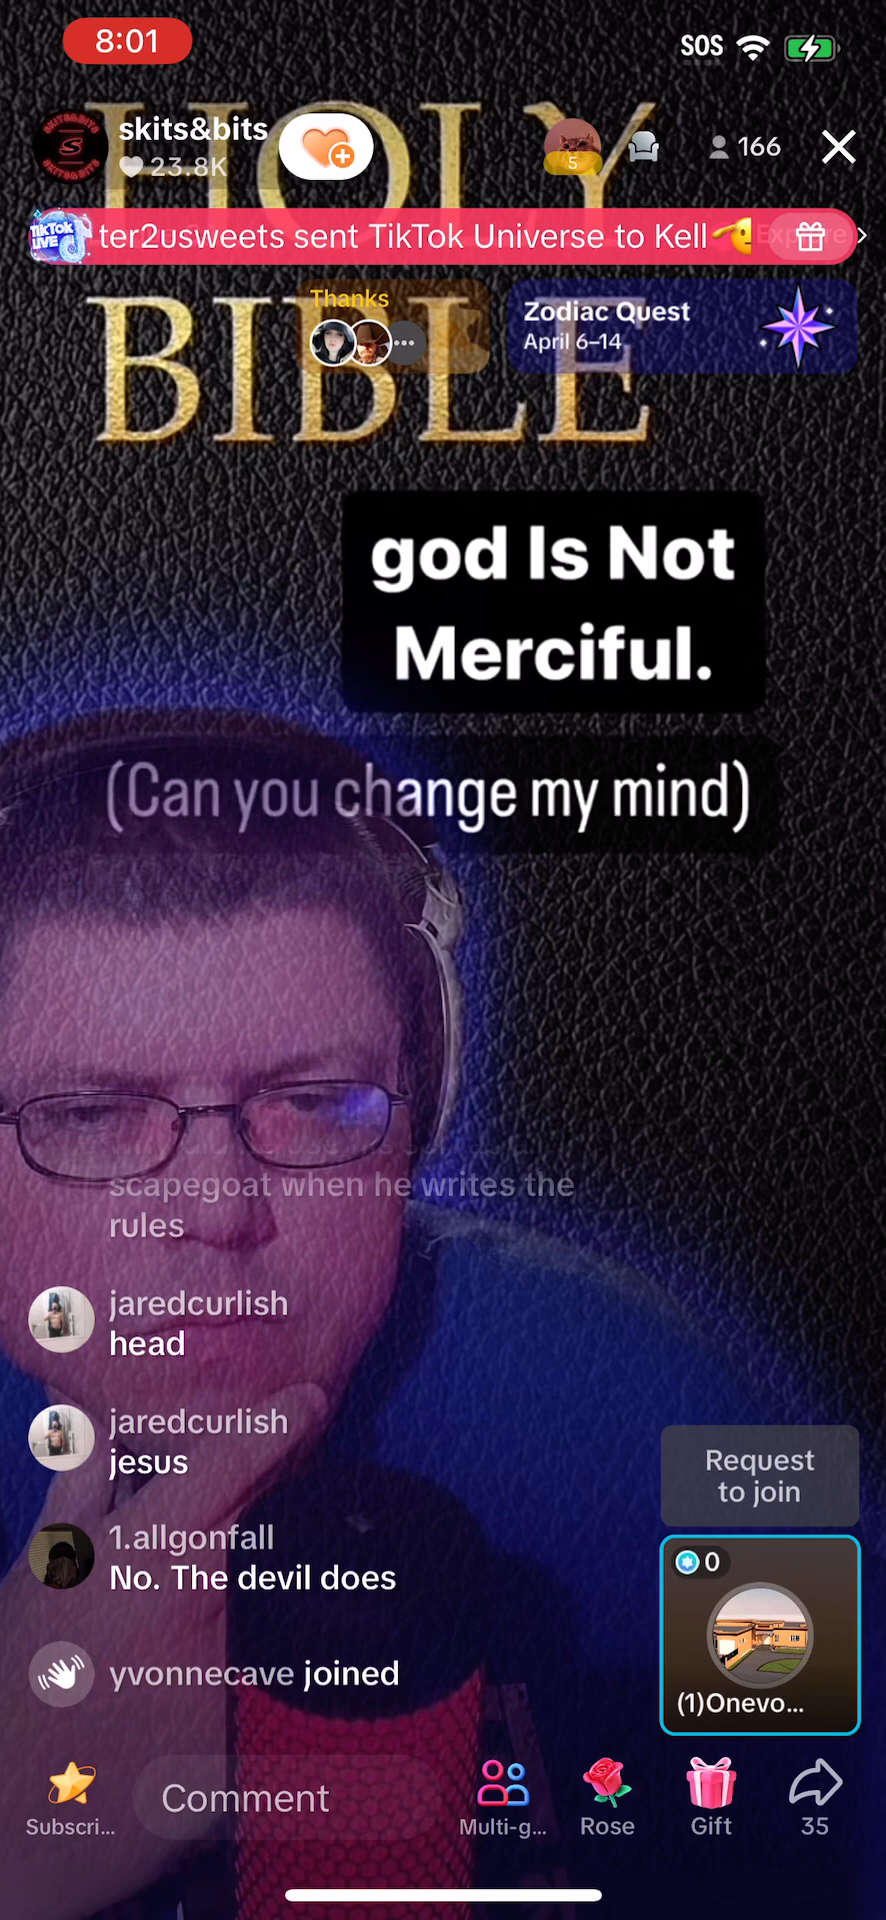 8:01
SOS
HOLY
skits&bits
23.8K
5
166
TikTok
LIVE
ter2usweets sent TikTok Universe to Kell
Explore
BIBLE
Thanks
Zodiac Quest
April 6–14
god Is Not
Merciful.
(Can you change my mind)
scapegoat when he writes the
rules
jaredcurlish
head
jaredcurlish
jesus
1.allgonfall
No. The devil does
yvonnecave joined
Request
to join
0
(1)Onevo...
Subscri...
Comment
Multi-g...
Rose
Gift
35